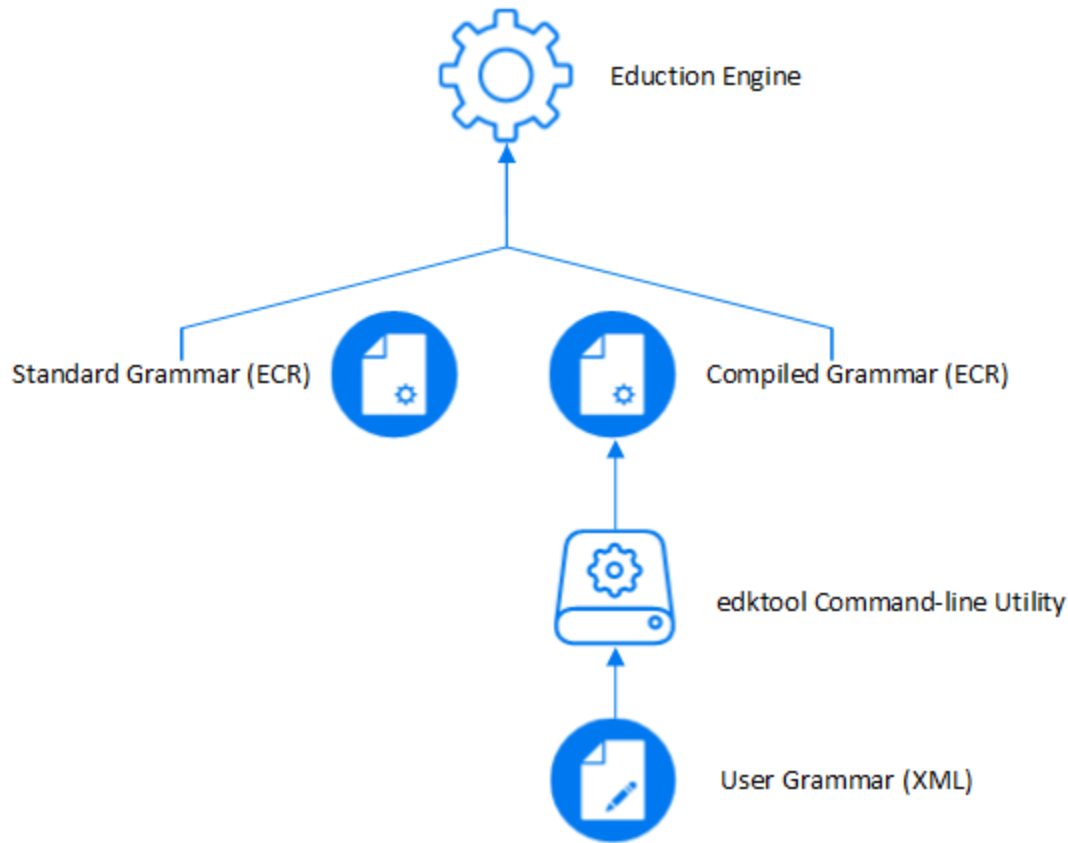 Eduction Engine
Standard Grammar (ECR)
Compiled Grammar (ECR)
edktool Command-line Utility
User Grammar (XML)